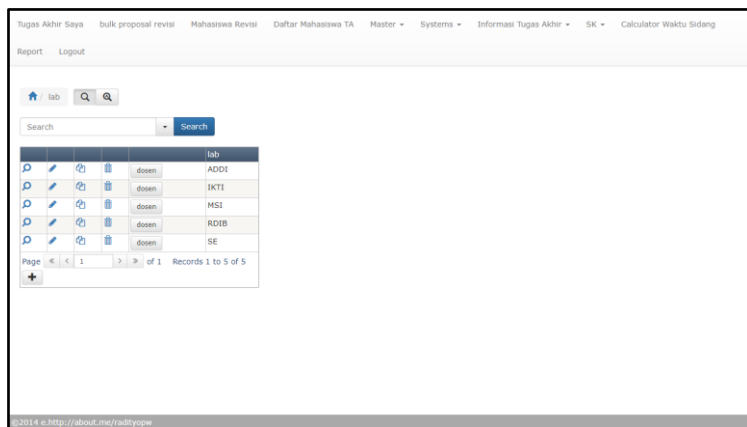 Tugas Akhir Saya bulk proposal revisi Mahasiswa Revisi Daftar Mahasiswa TA Master Systems Informasi Tugas Akhir SK Calculator Waktu Sidang
Report Logout
/ lab
Search Search
lab
dosen ADDI
dosen IKTI
dosen MSI
dosen RDIB
dosen SE
Page 1 of 1 Records 1 to 5 of 5
©2014 e.http://about.me/radityopw